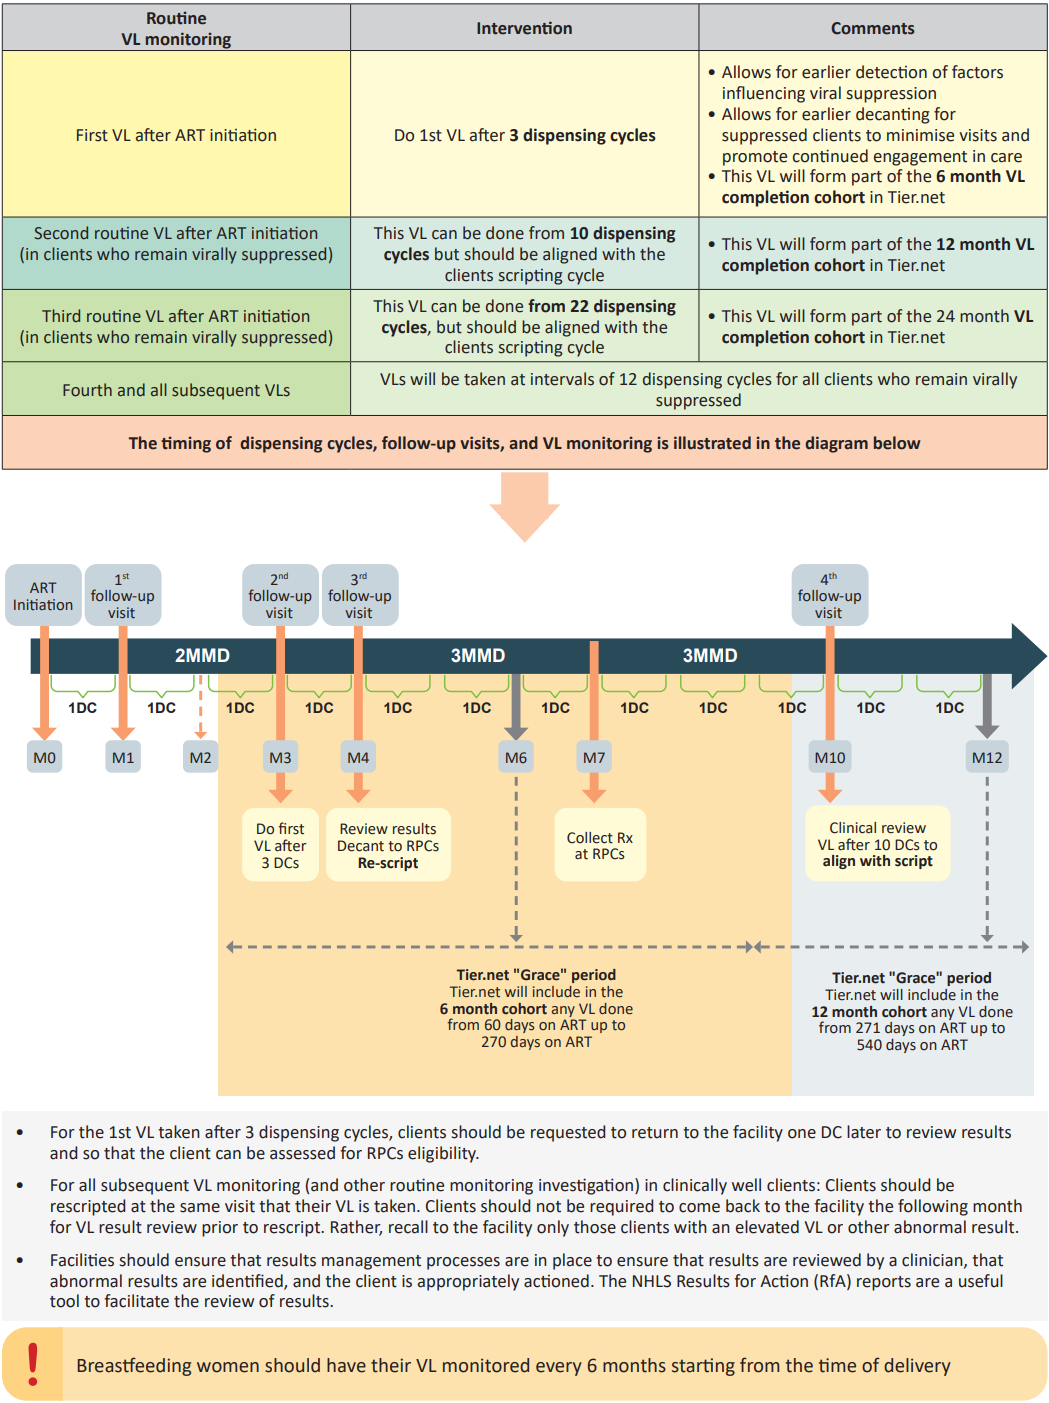 Routine
VL monitoring
Intervention
Comments
First VL after ART initiation
Do 1st VL after 3 dispensing cycles
• Allows for earlier detection of factors
influencing viral suppression
• Allows for earlier decanting for
suppressed clients to minimise visits and
promote continued engagement in care
• This VL will form part of the 6 month VL
completion cohort in Tier.net
Second routine VL after ART initiation
(in clients who remain virally suppressed)
This VL can be done from 10 dispensing
cycles but should be aligned with the
clients scripting cycle
• This VL will form part of the 12 month VL
completion cohort in Tier.net
Third routine VL after ART initiation
(in clients who remain virally suppressed)
This VL can be done from 22 dispensing
cycles, but should be aligned with the
clients scripting cycle
• This VL will form part of the 24 month VL
completion cohort in Tier.net
Fourth and all subsequent VLs
VLs will be taken at intervals of 12 dispensing cycles for all clients who remain virally
suppressed
The timing of dispensing cycles, follow-up visits, and VL monitoring is illustrated in the diagram below
ART
Initiation
1st
follow-up
visit
2nd
follow-up
visit
3rd
follow-up
visit
4th
follow-up
visit
2MMD
3MMD
3MMD
1DC
1DC
1DC
1DC
1DC
1DC
1DC
1DC
1DC
1DC
1DC
1DC
M0
M1
M2
M3
M4
M6
M7
M10
M12
Do first
VL after
3 DCs
Review results
Decant to RPCs
Re-script
Collect Rx
at RPCs
Clinical review
VL after 10 DCs to
align with script
Tier.net "Grace" period
Tier.net will include in the
6 month cohort any VL done
from 60 days on ART up to
270 days on ART
Tier.net "Grace" period
Tier.net will include in the
12 month cohort any VL done
from 271 days on ART up to
540 days on ART
• For the 1st VL taken after 3 dispensing cycles, clients should be requested to return to the facility one DC later to review results
and so that the client can be assessed for RPCs eligibility.
• For all subsequent VL monitoring (and other routine monitoring investigation) in clinically well clients: Clients should be
rescripted at the same visit that their VL is taken. Clients should not be required to come back to the facility the following month
for VL result review prior to rescript. Rather, recall to the facility only those clients with an elevated VL or other abnormal result.
• Facilities should ensure that results management processes are in place to ensure that results are reviewed by a clinician, that
abnormal results are identified, and the client is appropriately actioned. The NHLS Results for Action (RfA) reports are a useful
tool to facilitate the review of results.
! Breastfeeding women should have their VL monitored every 6 months starting from the time of delivery